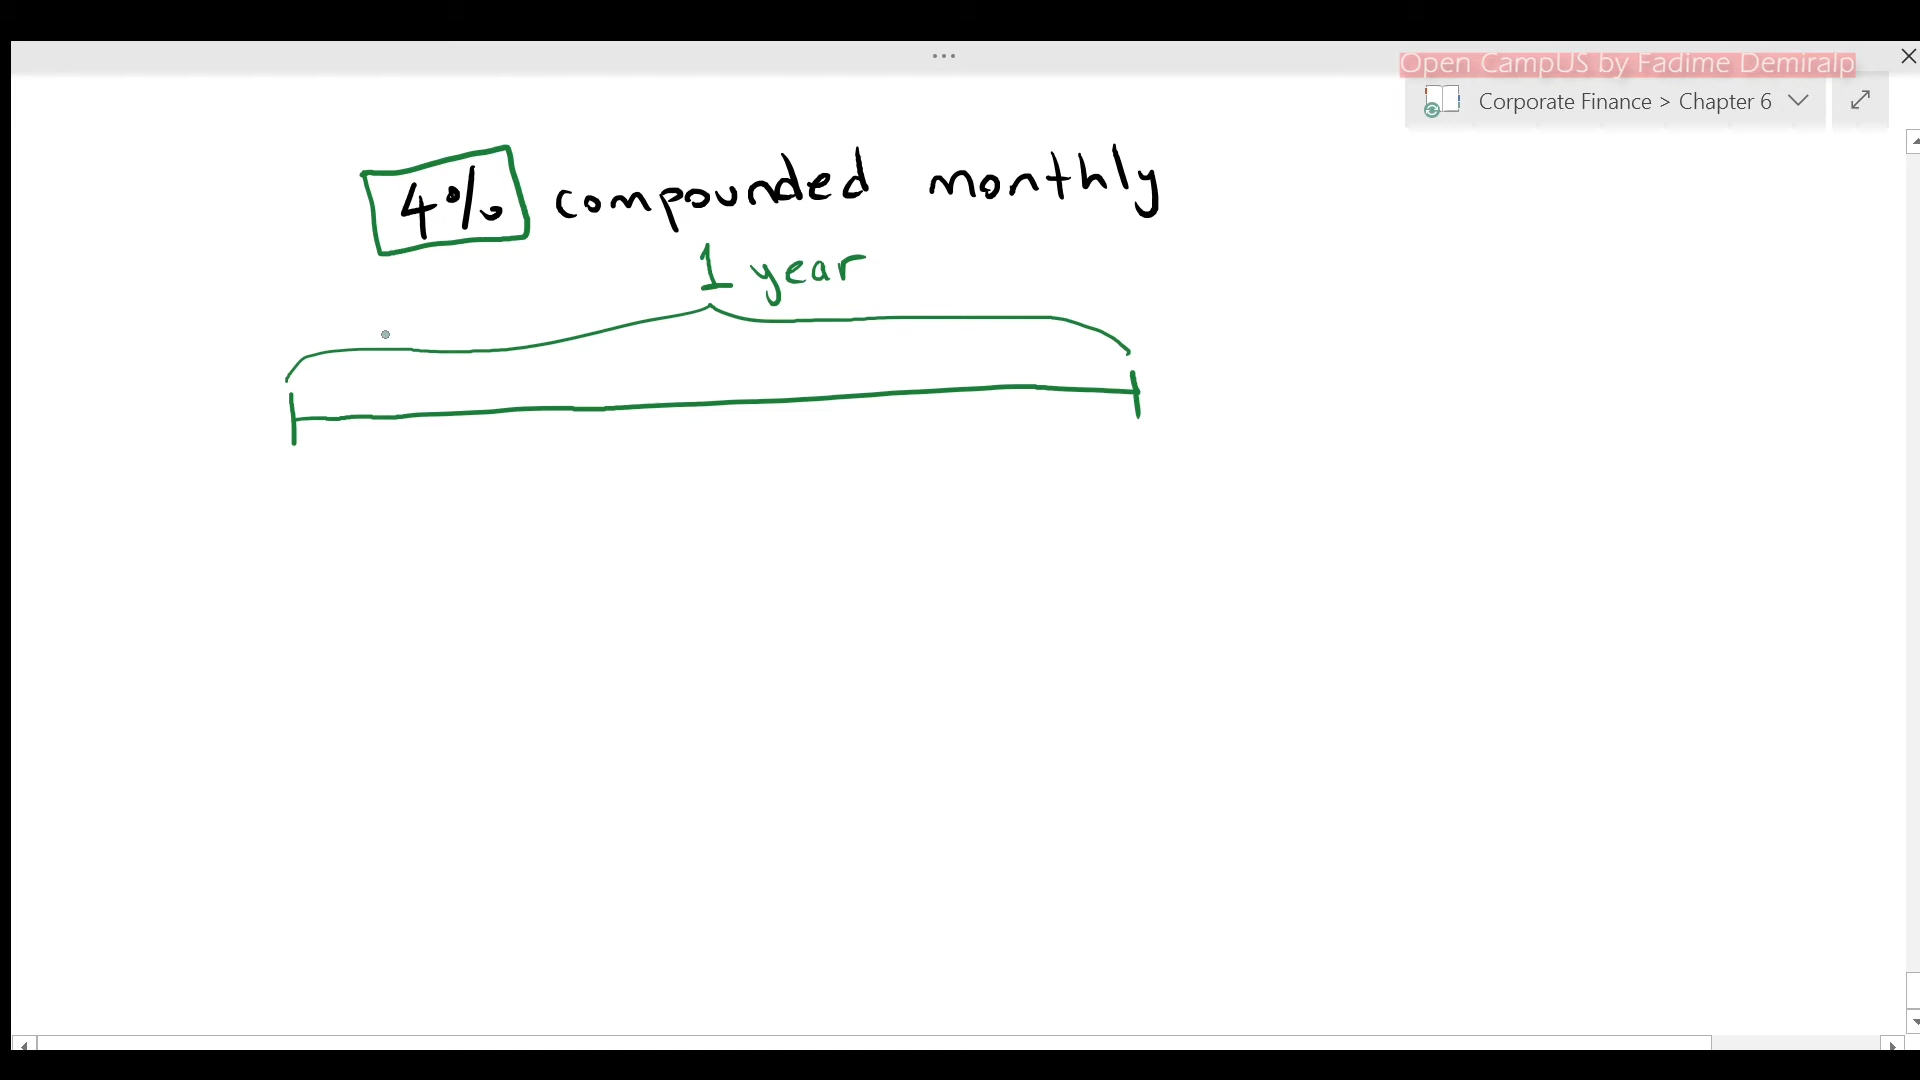 Open CampUS by Fadime Demiralp
Corporate Finance > Chapter 6
4% compounded monthly
1 year